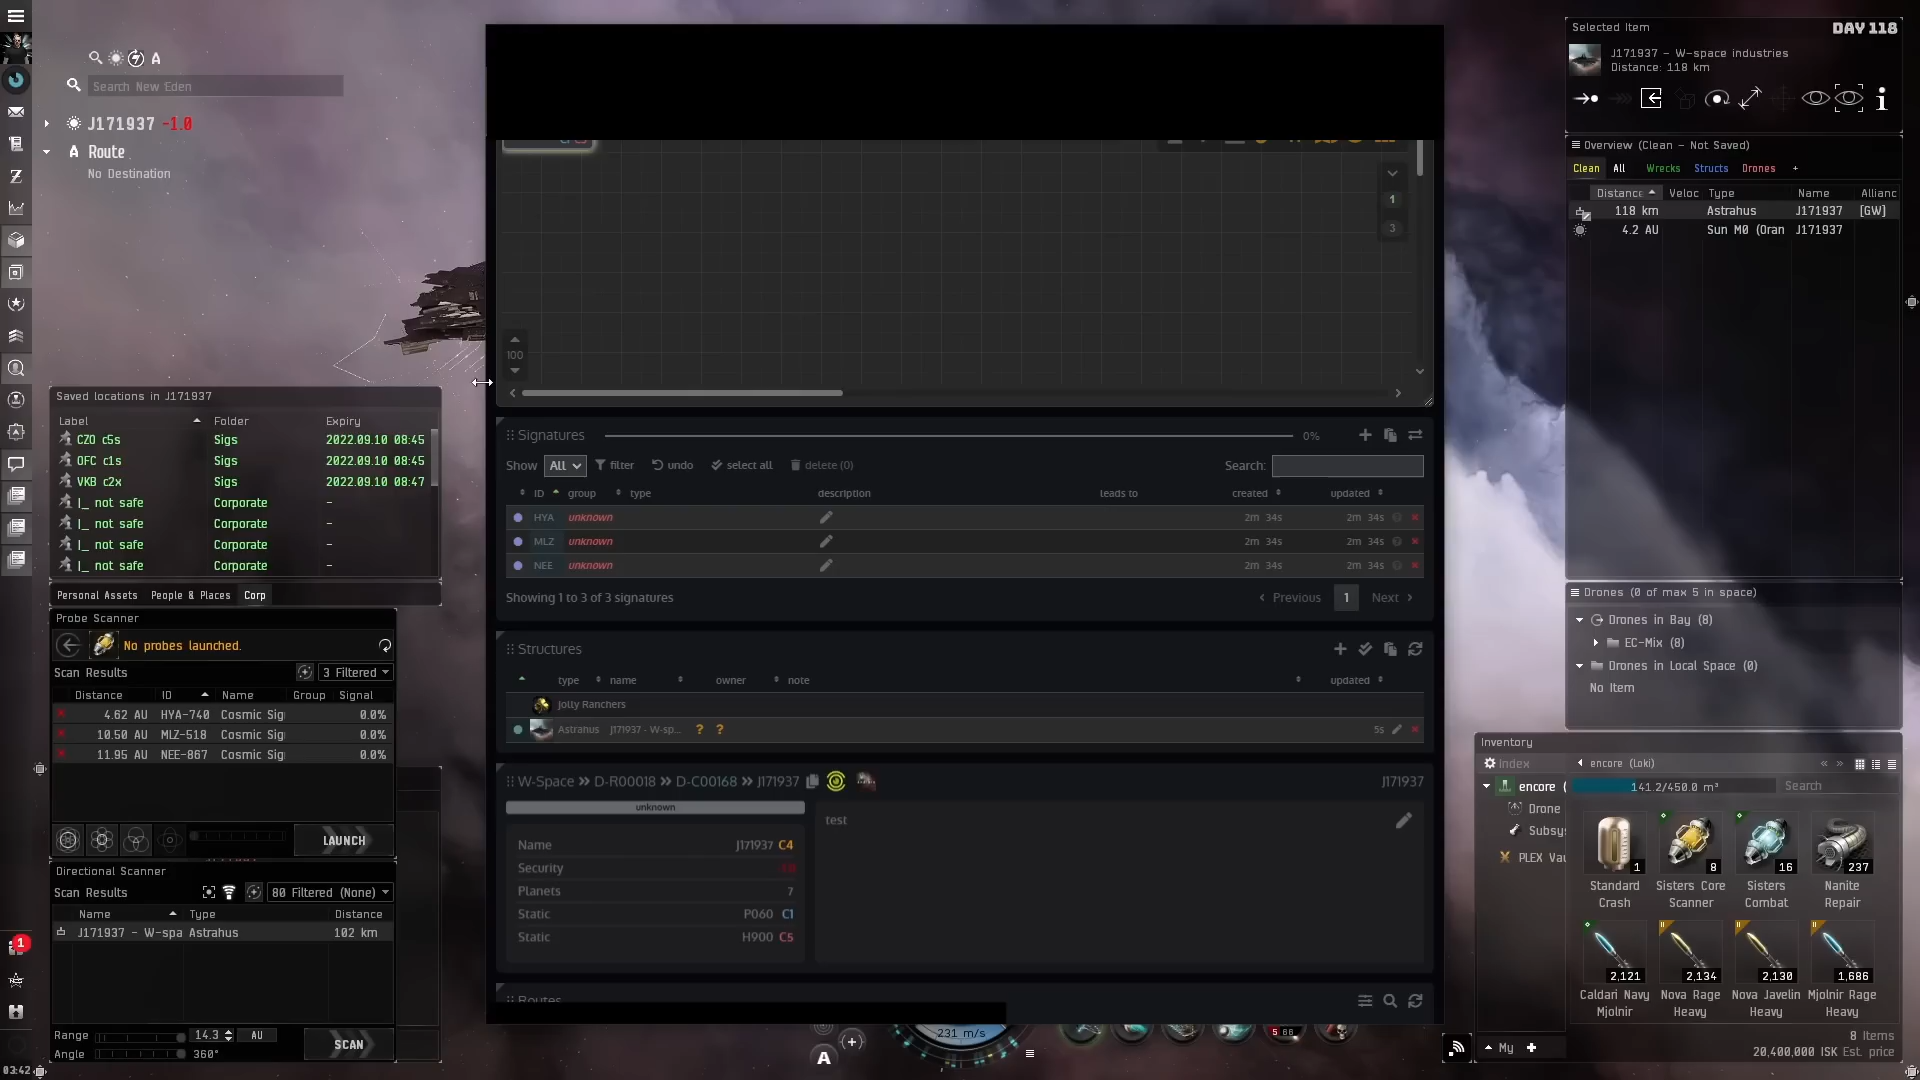 A
Search New Eden
J171937 -1.0
A Route
No Destination
Saved locations in J171937
Label Folder Expiry
CZO c5s Sigs 2022.09.10 08:45
OFC c1s Sigs 2022.09.10 08:45
VKB c2x Sigs 2022.09.10 08:47
|_ not safe Corporate -
|_ not safe Corporate -
|_ not safe Corporate -
|_ not safe Corporate -
Personal Assets People & Places Corp
Probe Scanner
No probes launched.
Scan Results 3 Filtered
Distance ID Name Group Signal
4.62 AU HYA-740 Cosmic Sig 0.0%
10.50 AU MLZ-518 Cosmic Sig 0.0%
11.95 AU NEE-867 Cosmic Sig 0.0%
LAUNCH
Directional Scanner
Scan Results 80 Filtered (None)
Name Type Distance
J171937 - W-spa Astrahus 102 km
Range 14.3 AU
Angle 360°
SCAN
1
03:42
1
3
100
Signatures 0%
Show All filter undo select all delete (0) Search:
ID group type description leads to created updated
HYA unknown 2m 34s 2m 34s
MLZ unknown 2m 34s 2m 34s
NEE unknown 2m 34s 2m 34s
Showing 1 to 3 of 3 signatures Previous 1 Next
Structures
type name owner note updated
Jolly Ranchers
Astrahus J171937 - W-sp... ? ? 5s
W-Space » D-R00018 » D-C00168 » J171937 J171937
unknown
test
Name J171937 C4
Security
Planets 7
Static P060 C1
Static H900 C5
Routes
231 m/s
A
Selected Item DAY 118
J171937 - W-space industries
Distance: 118 km
Overview (Clean - Not Saved)
Clean All Wrecks Structs Drones +
Distanc Veloc Type Name Allianc
118 km Astrahus J171937 [GW]
4.2 AU Sun M0 (Oran J171937
Drones (0 of max 5 in space)
Drones in Bay (8)
EC-Mix (8)
Drones in Local Space (0)
No Item
Inventory
Index encore (Loki)
encore ( 141.2/450.0 m³ Search
Drone
Subsy
PLEX Vau
1 8 16 237
Standard Crash
Sisters Core Scanner
Sisters Combat
Nanite Repair
2,121 2,134 2,130 1,686
Caldari Navy Mjolnir
Nova Rage Heavy
Nova Javelin Heavy
Mjolnir Rage Heavy
8 Items
My + 20,400,000 ISK Est. price